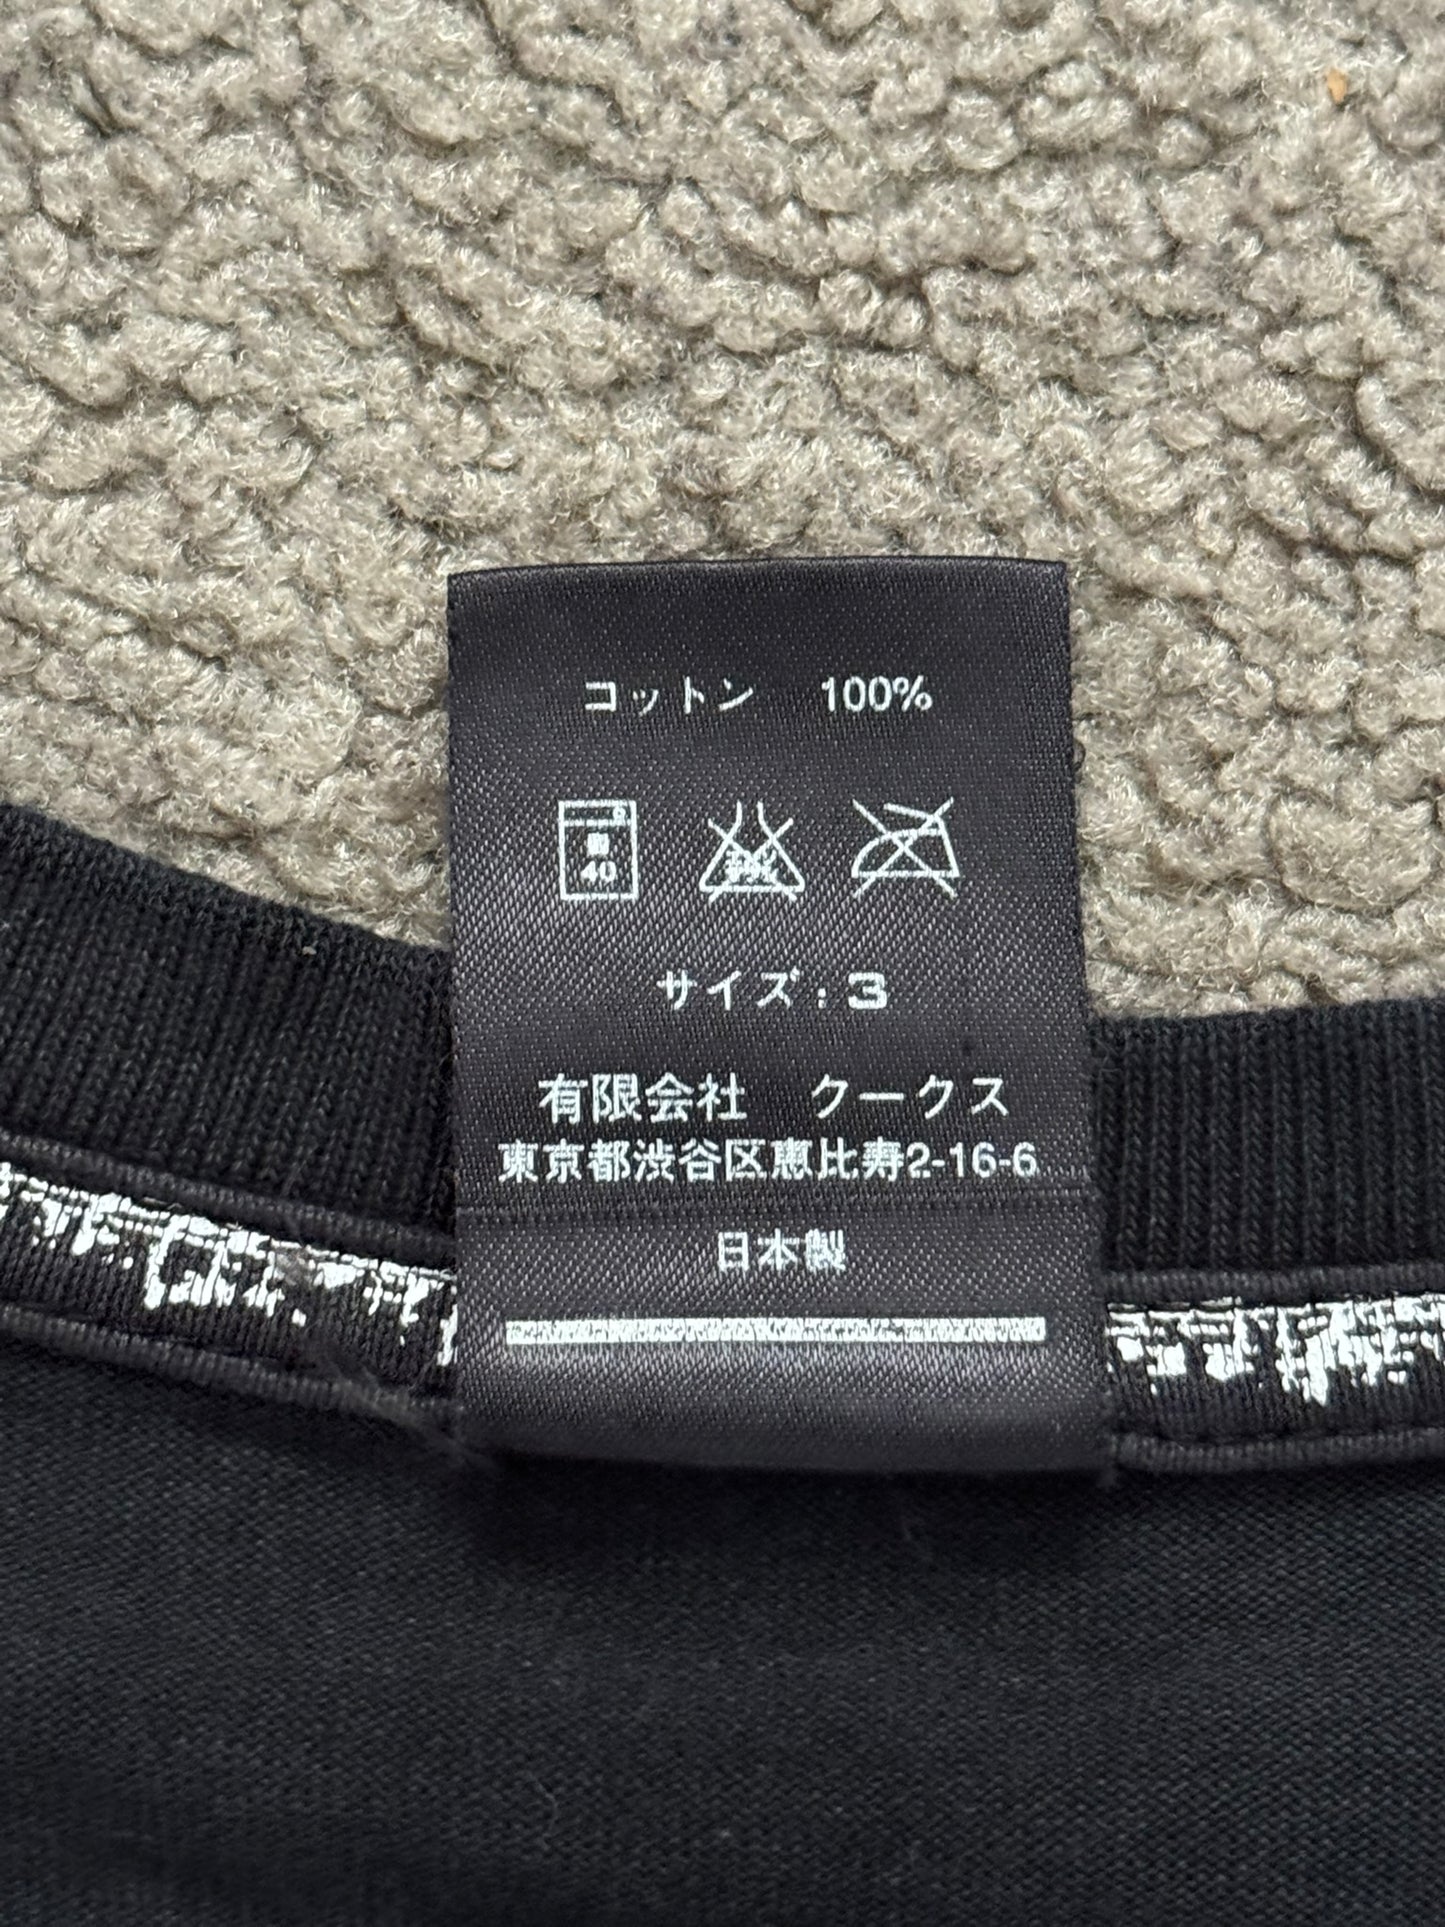 コットン 100%
40
サイズ：3
有限会社 クークス
東京都渋谷区恵比寿2-16-6
日本製